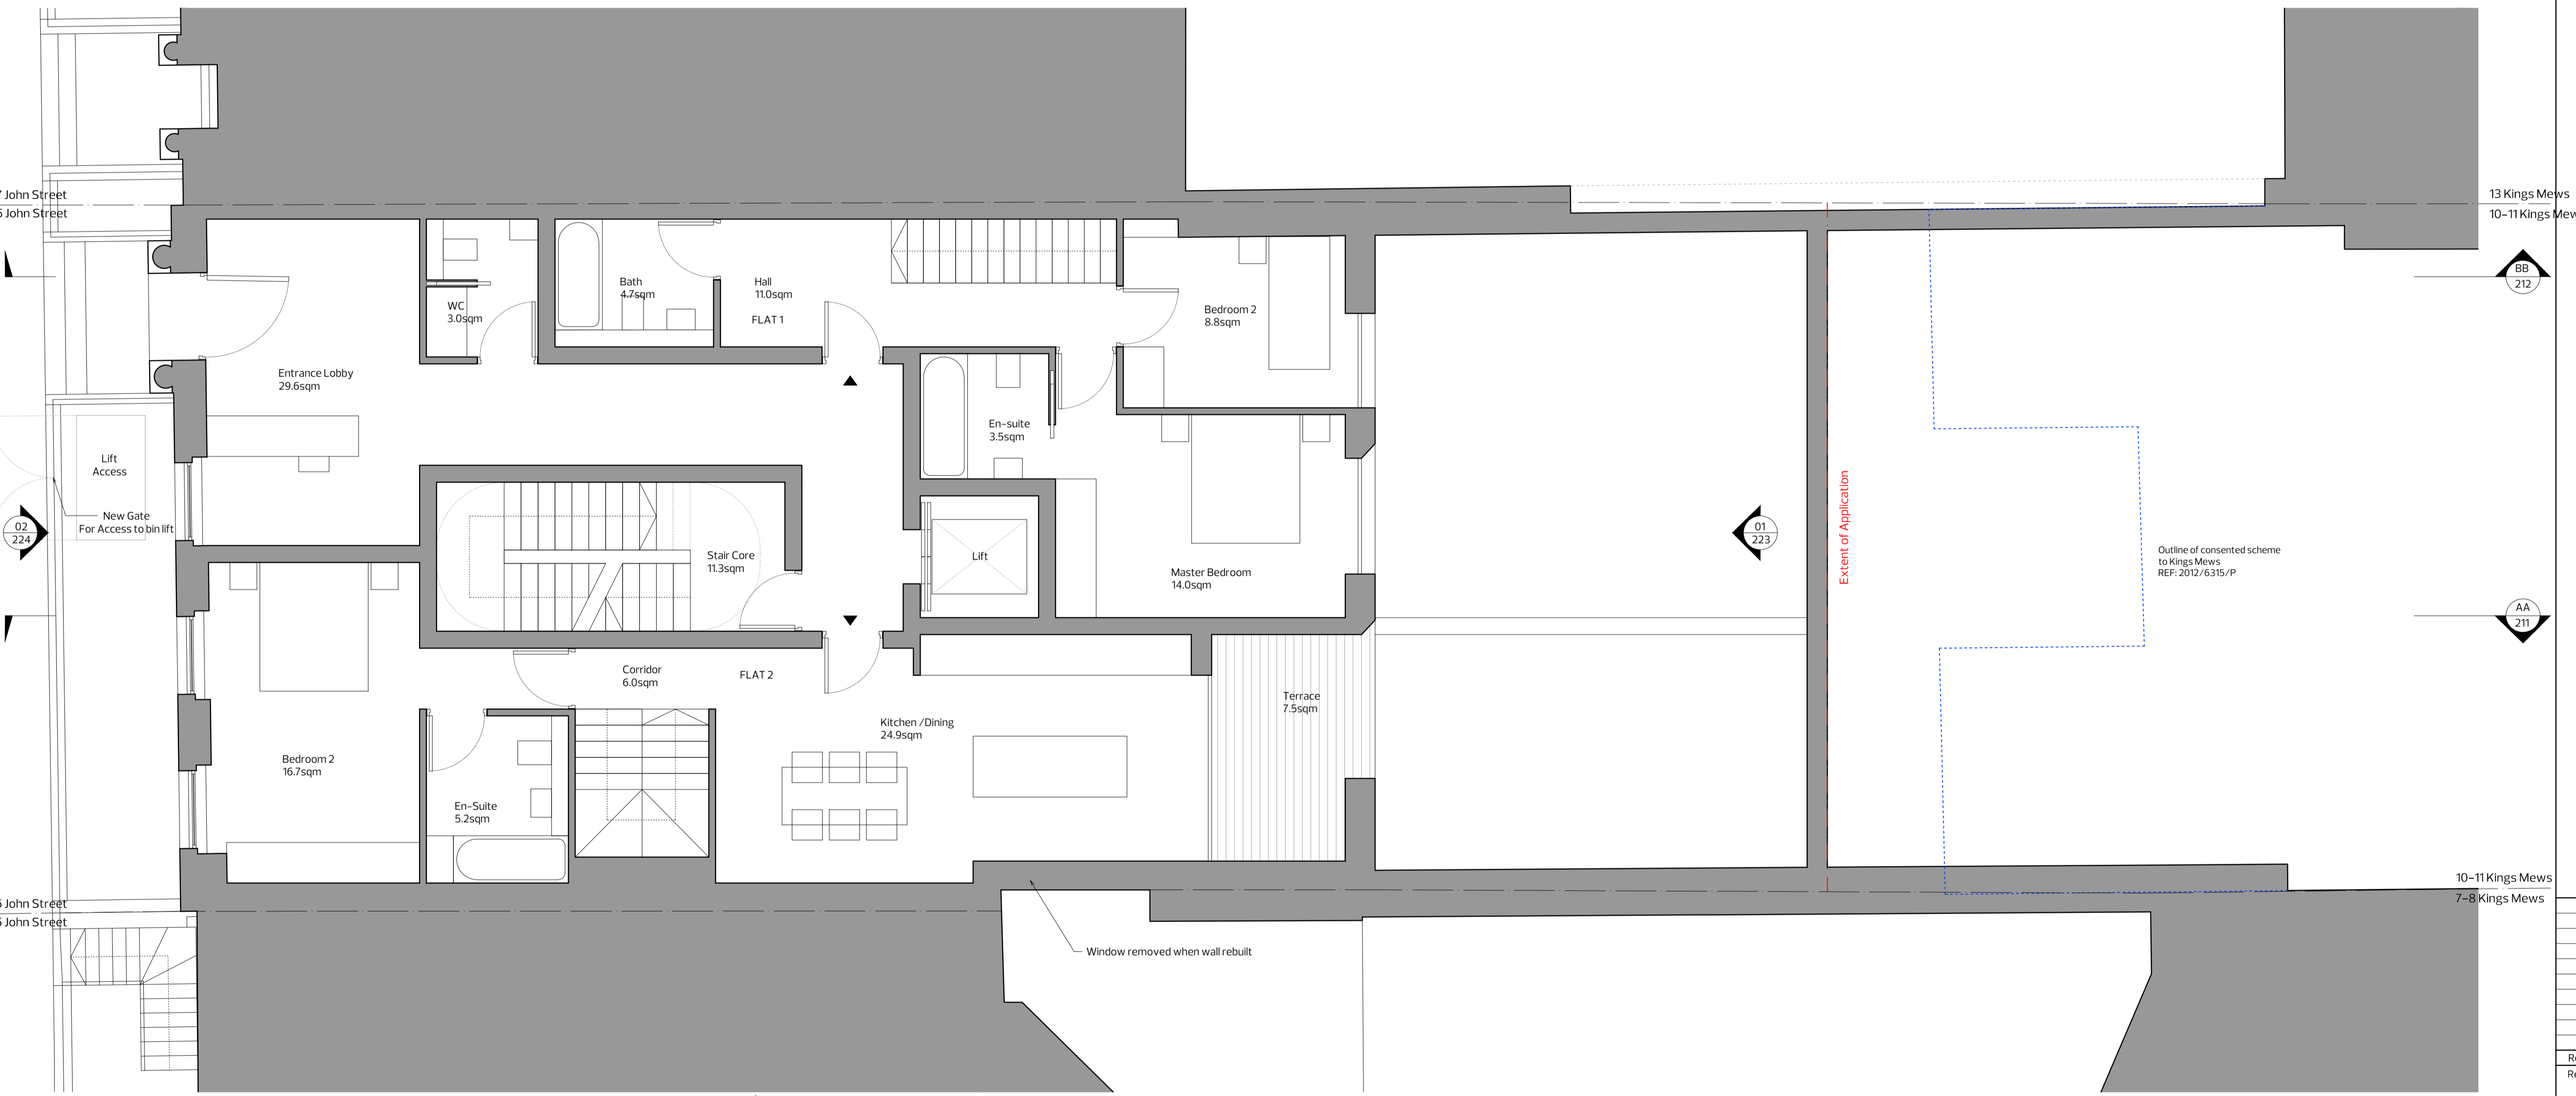 John Street
John Street
13 Kings Mews
10-11 Kings Mew
BB
212
WC
3.0sqm
Bath
4.7sqm
Hall
11.0sqm
FLAT 1
Bedroom 2
8.8sqm
Entrance Lobby
29.6sqm
En-suite
3.5sqm
Lift
Access
New Gate
For Access to bin lift
02
224
Stair Core
11.3sqm
Lift
Master Bedroom
14.0sqm
01
223
Extent of Application
Outline of consented scheme
to Kings Mews
REF: 2012/6315/P
AA
211
Corridor
6.0sqm
FLAT 2
Terrace
7.5sqm
Kitchen /Dining
24.9sqm
Bedroom 2
16.7sqm
En-Suite
5.2sqm
John Street
John Street
10-11 Kings Mews
7-8 Kings Mews
Window removed when wall rebuilt